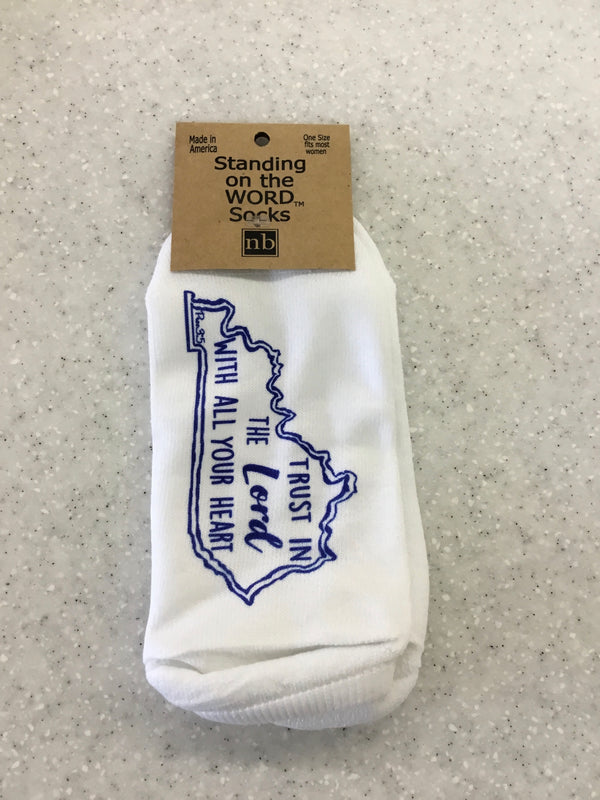 Made in
America
One Size
fits most
women
Standing
on the
WORD™
Socks
nb
TRUST IN
THE Lord
WITH ALL YOUR HEART